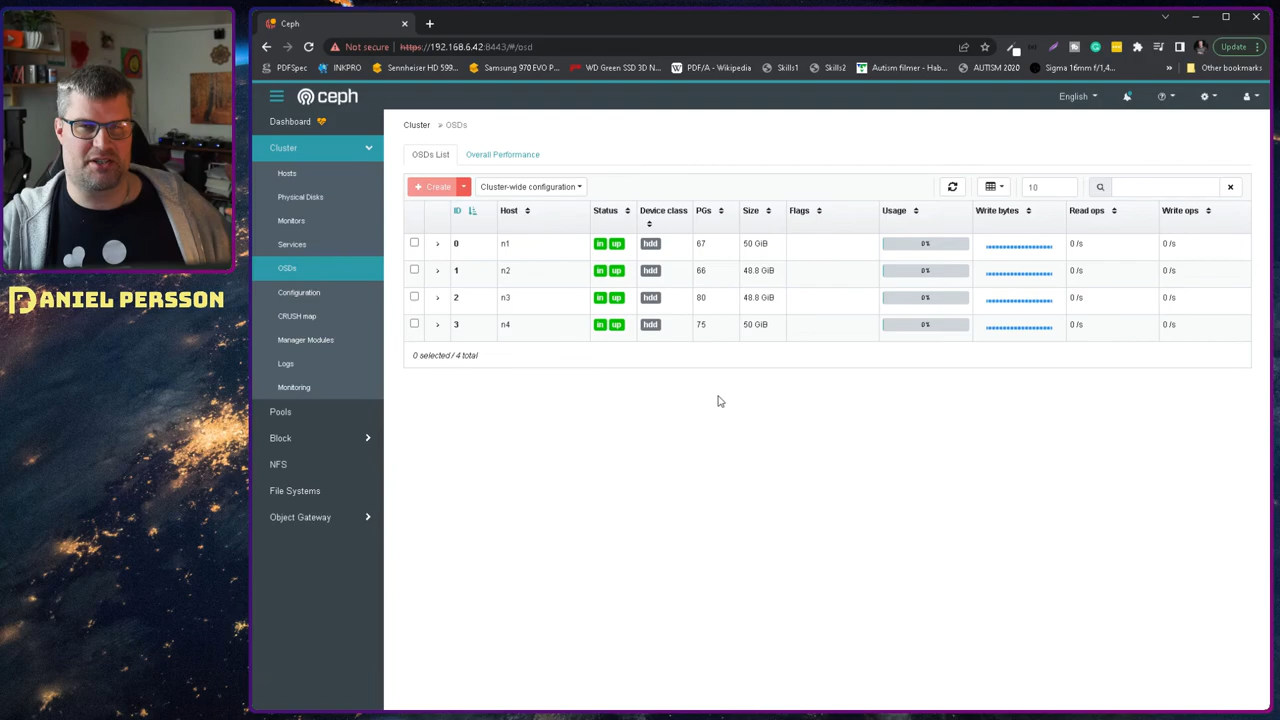 Ceph
Not secure https://192.168.6.42:8443/#/osd
Update
PDFSpec INKPRO Sennheiser HD 599... Samsung 970 EVO P... WD Green SSD 3D N... PDF/A - Wikipedia Skills1 Skills2 Autism filmer - inf... AUTISM 2020 Sigma 16mm f/1,4... » Other bookmarks
ceph
English
Dashboard
Cluster
Hosts
Physical Disks
Monitors
Services
OSDs
Configuration
CRUSH map
Manager Modules
Logs
Monitoring
Pools
Block
NFS
File Systems
Object Gateway
Cluster » OSDs
OSDs List Overall Performance
+ Create Cluster-wide configuration 10
ID Host Status Device class PGs Size Flags Usage Write bytes Read ops Write ops
0 n1 in up hdd 67 50 GiB 0% 0 /s 0 /s
1 n2 in up hdd 48.8 GiB 0% 0 /s 0 /s
2 n3 in up hdd 80 48.8 GiB 0% 0 /s 0 /s
3 n4 in up hdd 75 50 GiB 0% 0 /s 0 /s
0 selected / 4 total
DANIEL PERSSON